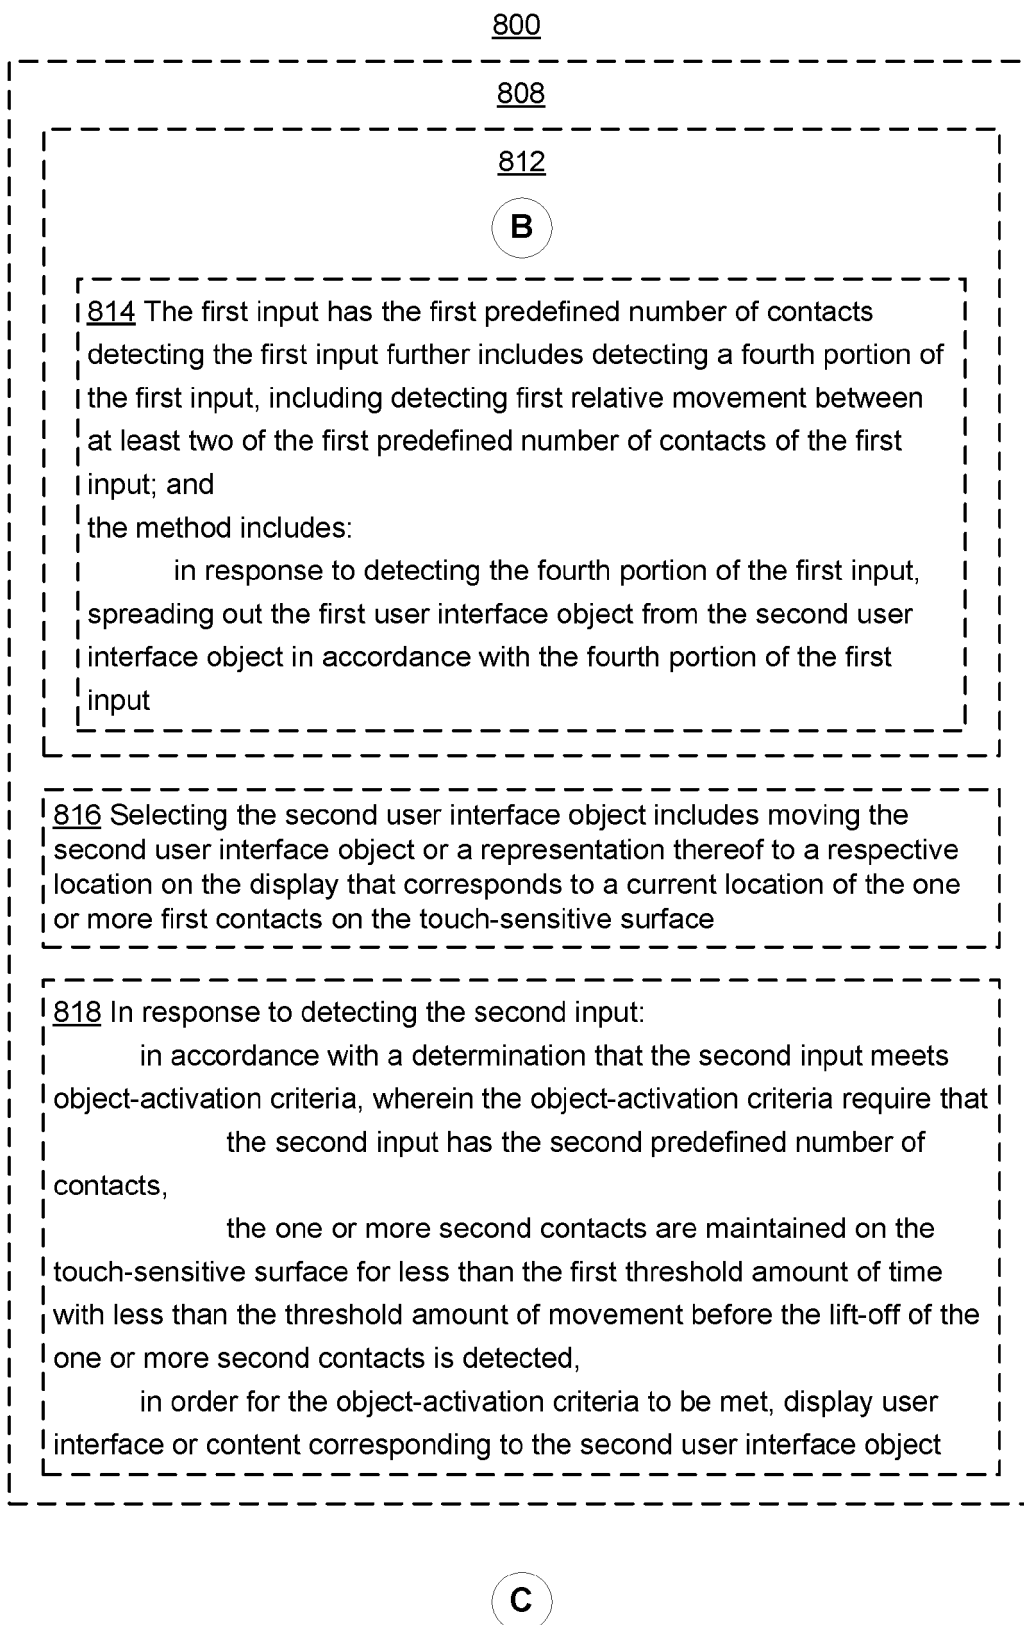 800
808
812
B
814 The first input has the first predefined number of contacts
detecting the first input further includes detecting a fourth portion of
the first input, including detecting first relative movement between
at least two of the first predefined number of contacts of the first
input; and
the method includes:
in response to detecting the fourth portion of the first input,
spreading out the first user interface object from the second user
interface object in accordance with the fourth portion of the first
input
816 Selecting the second user interface object includes moving the
second user interface object or a representation thereof to a respective
location on the display that corresponds to a current location of the one
or more first contacts on the touch-sensitive surface
818 In response to detecting the second input:
in accordance with a determination that the second input meets
object-activation criteria, wherein the object-activation criteria require that
the second input has the second predefined number of
contacts,
the one or more second contacts are maintained on the
touch-sensitive surface for less than the first threshold amount of time
with less than the threshold amount of movement before the lift-off of the
one or more second contacts is detected,
in order for the object-activation criteria to be met, display user
interface or content corresponding to the second user interface object
C